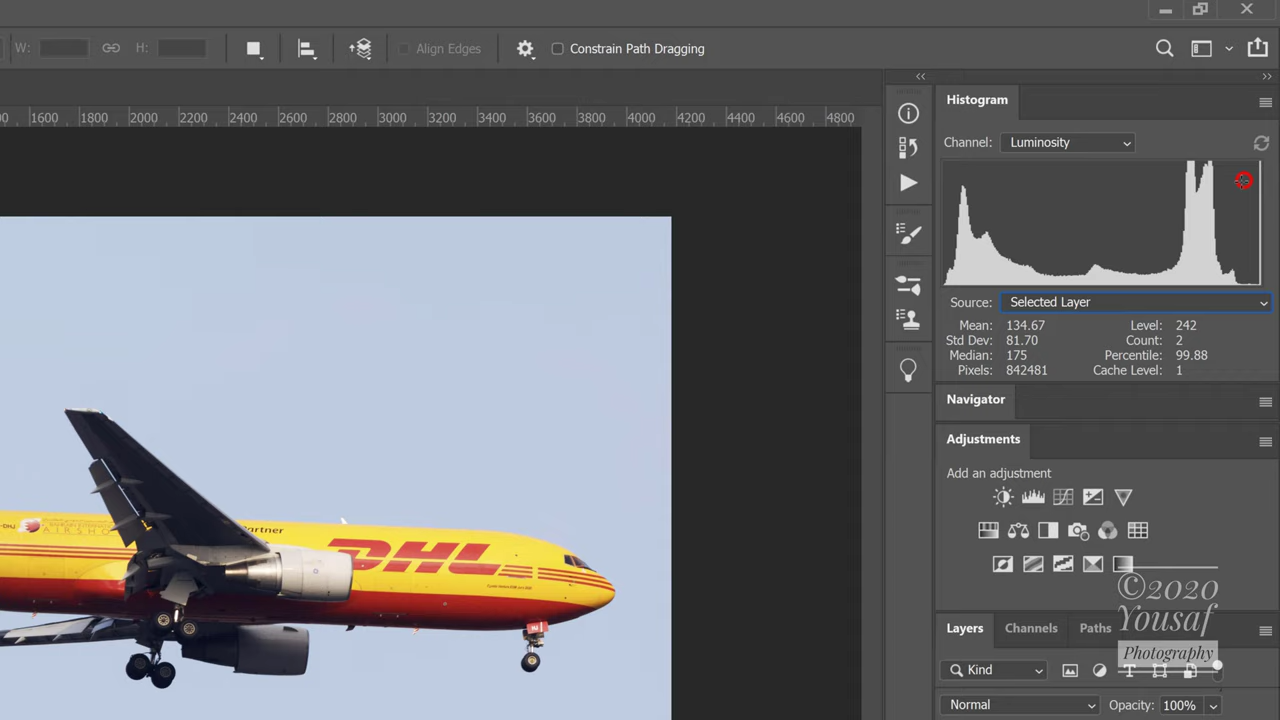 W: H: Align Edges Constrain Path Dragging
1600 1800 2000 2200 2400 2600 2800 3000 3200 3400 3600 3800 4000 4200 4400 4600 4800
Histogram
Channel: Luminosity
Source: Selected Layer
Mean: 134.67 Level: 242
Std Dev: 81.70 Count: 2
Median: 175 Percentile: 99.88
Pixels: 842481 Cache Level: 1
Navigator
Adjustments
Add an adjustment
Layers Channels Paths
Kind
Normal Opacity: 100%
DHL
©2020
Yousaf
Photography